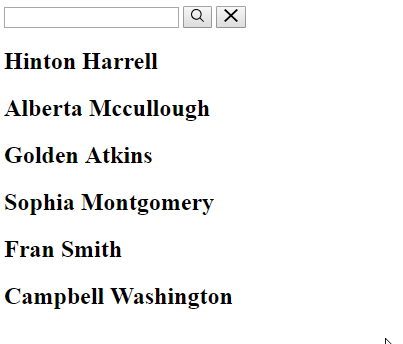 Hinton Harrell
Alberta Mccullough
Golden Atkins
Sophia Montgomery
Fran Smith
Campbell Washington